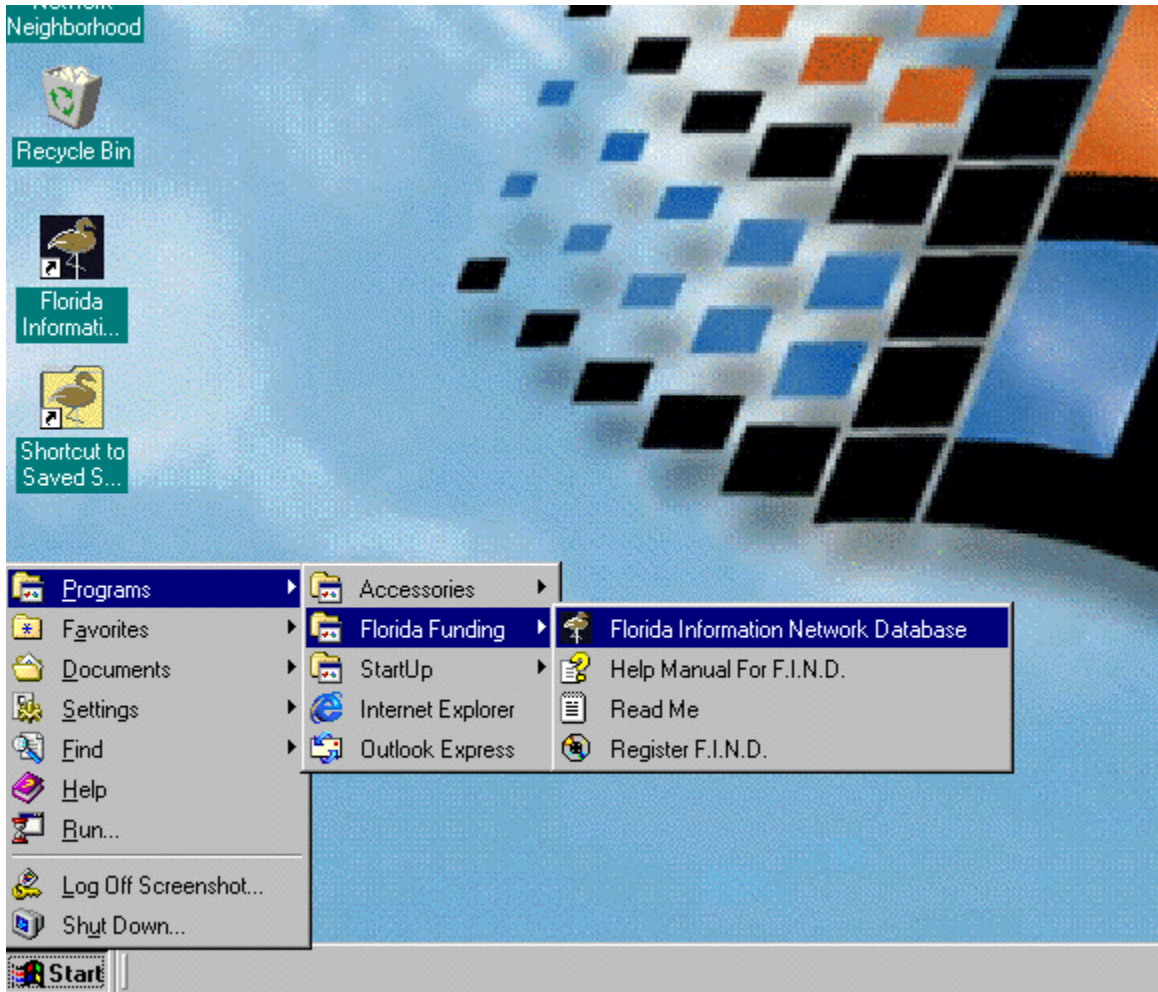 Network
Neighborhood
Recycle Bin
Florida
Informati...
Shortcut to
Saved S...
Programs
Favorites
Documents
Settings
Find
Help
Run...
Log Off Screenshot...
Shut Down...
Accessories
Florida Funding
StartUp
Internet Explorer
Outlook Express
Florida Information Network Database
Help Manual For F.I.N.D.
Read Me
Register F.I.N.D.
Start